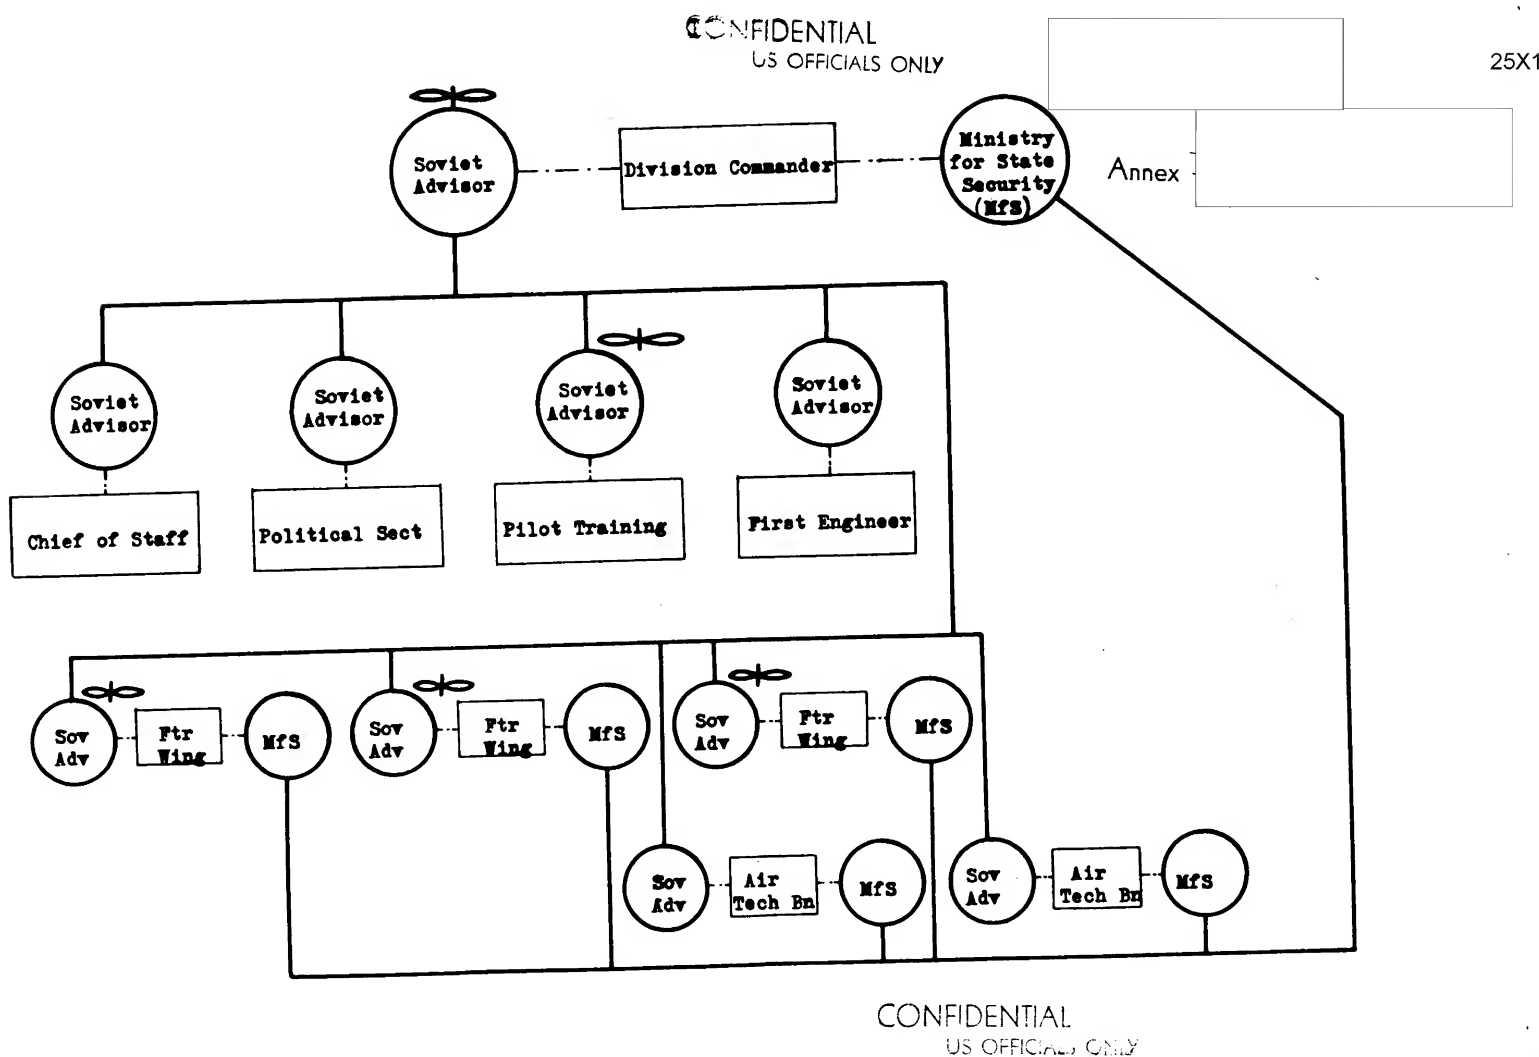 CONFIDENTIAL
US OFFICIALS ONLY
25X1
Soviet
Advisor
Division Commander
Ministry
for State
Security
(MfS)
Annex
Soviet
Advisor
Soviet
Advisor
Soviet
Advisor
Soviet
Advisor
Chief of Staff
Political Sect
Pilot Training
First Engineer
Sov
Adv
Ftr
Wing
MfS
Sov
Adv
Ftr
Wing
MfS
Sov
Adv
Ftr
Wing
MfS
Sov
Adv
Air
Tech Bn
MfS
Sov
Adv
Air
Tech Bn
MfS
CONFIDENTIAL
US OFFICIALS ONLY